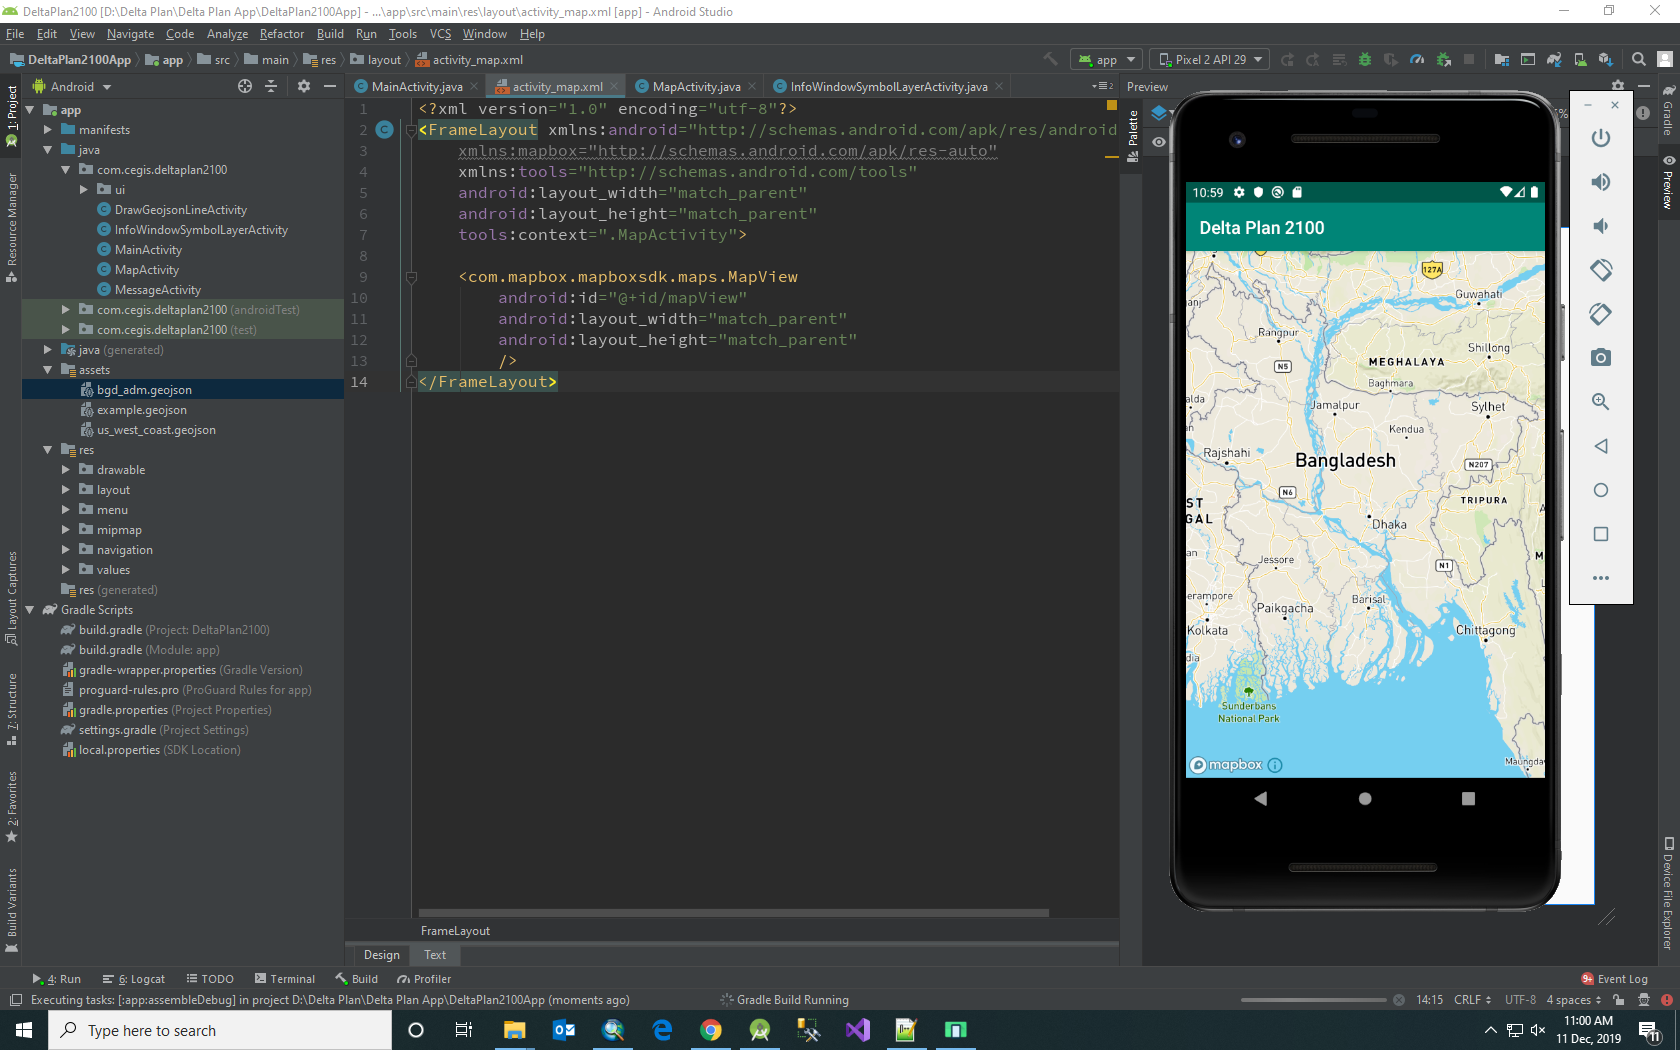 DeltaPlan2100 [D:\Delta Plan\Delta Plan App\DeltaPlan2100App] - ...\app\src\main\res\layout\activity_map.xml [app] - Android Studio
File Edit View Navigate Code Analyze Refactor Build Run Tools VCS Window Help
DeltaPlan2100App app src main res layout activity_map.xml app Pixel 2 API 29
Android MainActivity.java activity_map.xml MapActivity.java InfoWindowSymbolLayerActivity.java Preview
1: Project
Resource Manager
Layout Captures
7: Structure
2: Favorites
Build Variants
app
manifests
java
com.cegis.deltaplan2100
ui
DrawGeojsonLineActivity
InfoWindowSymbolLayerActivity
MainActivity
MapActivity
MessageActivity
com.cegis.deltaplan2100 (androidTest)
com.cegis.deltaplan2100 (test)
java (generated)
assets
bgd_adm.geojson
example.geojson
us_west_coast.geojson
res
drawable
layout
menu
mipmap
navigation
values
res (generated)
Gradle Scripts
build.gradle (Project: DeltaPlan2100)
build.gradle (Module: app)
gradle-wrapper.properties (Gradle Version)
proguard-rules.pro (ProGuard Rules for app)
gradle.properties (Project Properties)
settings.gradle (Project Settings)
local.properties (SDK Location)
1 <?xml version="1.0" encoding="utf-8"?>
2 <FrameLayout xmlns:android="http://schemas.android.com/apk/res/android
3 xmlns:mapbox="http://schemas.android.com/apk/res-auto"
4 xmlns:tools="http://schemas.android.com/tools"
5 android:layout_width="match_parent"
6 android:layout_height="match_parent"
7 tools:context=".MapActivity">
8
9 <com.mapbox.mapboxsdk.maps.MapView
10 android:id="@+id/mapView"
11 android:layout_width="match_parent"
12 android:layout_height="match_parent"
13 />
14 </FrameLayout>
FrameLayout
Design Text
Palette
10:59
Delta Plan 2100
127A
Guwahati
anj
Rangpur
Shillong
MEGHALAYA
N5
Baghmara
alda
Jamalpur
Sylhet
Kendua
Rajshahi
Bangladesh
N207
N6
TRIPURA
ST
GAL
Dhaka
an
Jessore
N1
M
erampore
Paikgacha
Barisal
Kolkata
Chittagong
dia
Sunderbans
National Park
mapbox
Maungda
%
Gradle
Preview
Device File Explorer
4: Run 6: Logcat TODO Terminal Build Profiler 9+ Event Log
Executing tasks: [:app:assembleDebug] in project D:\Delta Plan\Delta Plan App\DeltaPlan2100App (moments ago) Gradle Build Running 14:15 CRLF UTF-8 4 spaces
Type here to search
11:00 AM
11 Dec, 2019
11